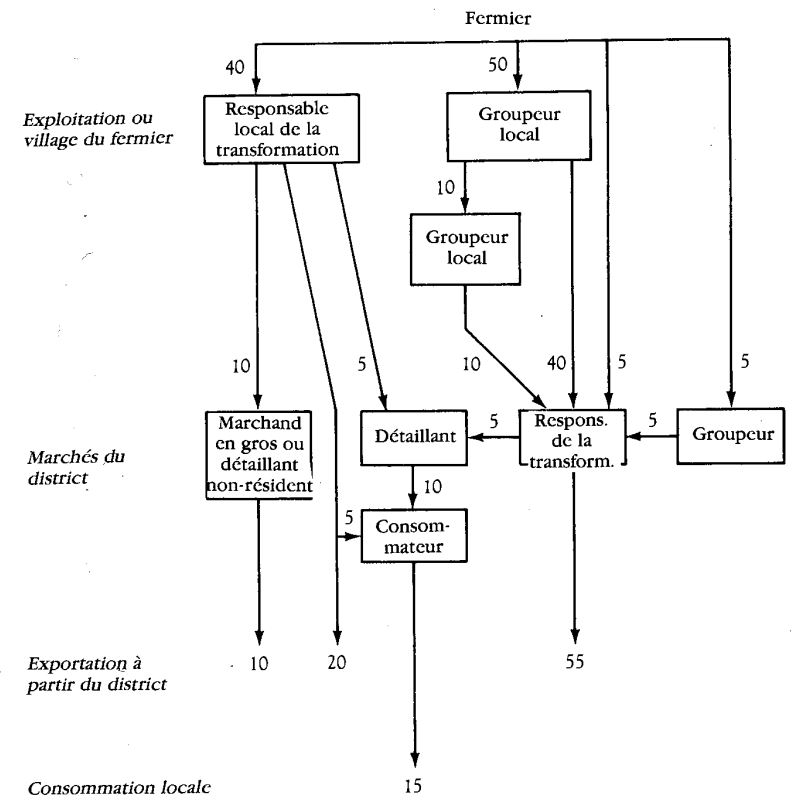 Fermier
40
50
Exploitation ou
village du fermier
Responsable
local de la
transformation
Groupeur
local
10
Groupeur
local
10
5
10
40
5
5
Marchés du
district
Marchand
en gros ou
détaillant
non-résident
Détaillant
5
Respons.
de la
transform.
5
Groupeur
10
5
Consom-
mateur
Exportation à
partir du district
10
20
55
Consommation locale
15